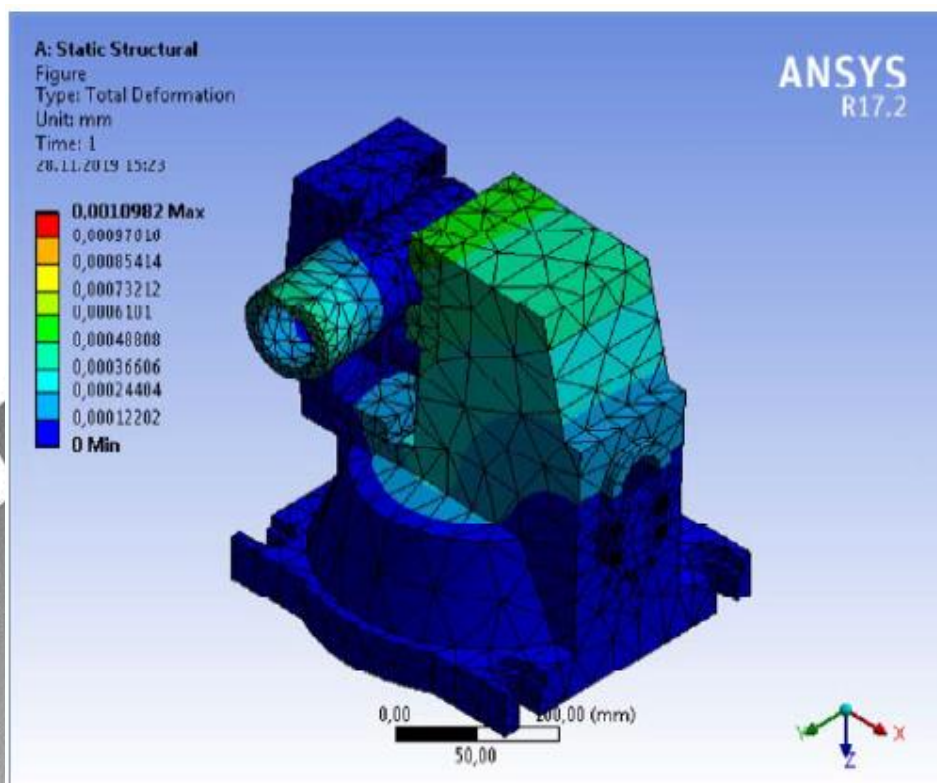 A: Static Structural
Figure
Type: Total Deformation
Unit: mm
Time: 1
28.11.2019 15:23
ANSYS
R17.2
0,0010982 Max
0,00097616
0,00085414
0,00073212
0,0006101
0,00048808
0,00036606
0,00024404
0,00012202
0 Min
0,00
200,00 (mm)
50,00
Y
X
Z